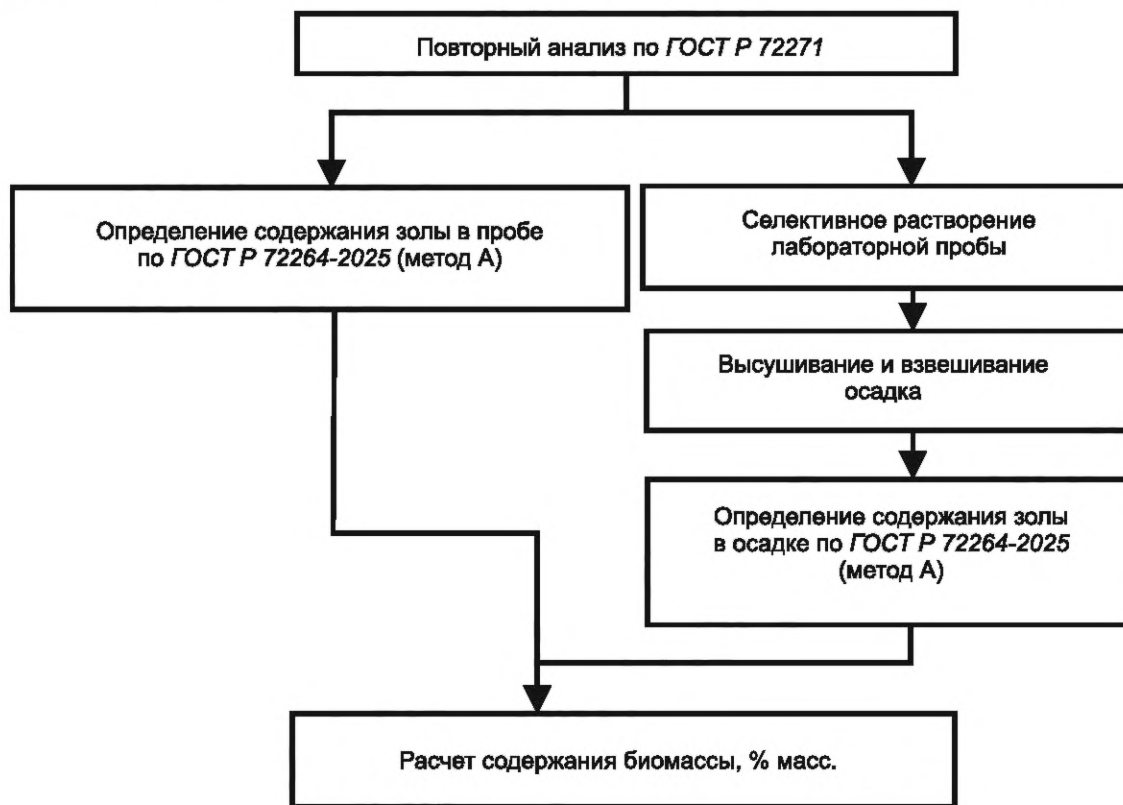 Повторный анализ по ГОСТ Р 72271
Определение содержания золы в пробе
по ГОСТ Р 72264-2025 (метод А)
Селективное растворение
лабораторной пробы
Высушивание и взвешивание
осадка
Определение содержания золы
в осадке по ГОСТ Р 72264-2025
(метод А)
Расчет содержания биомассы, % масс.